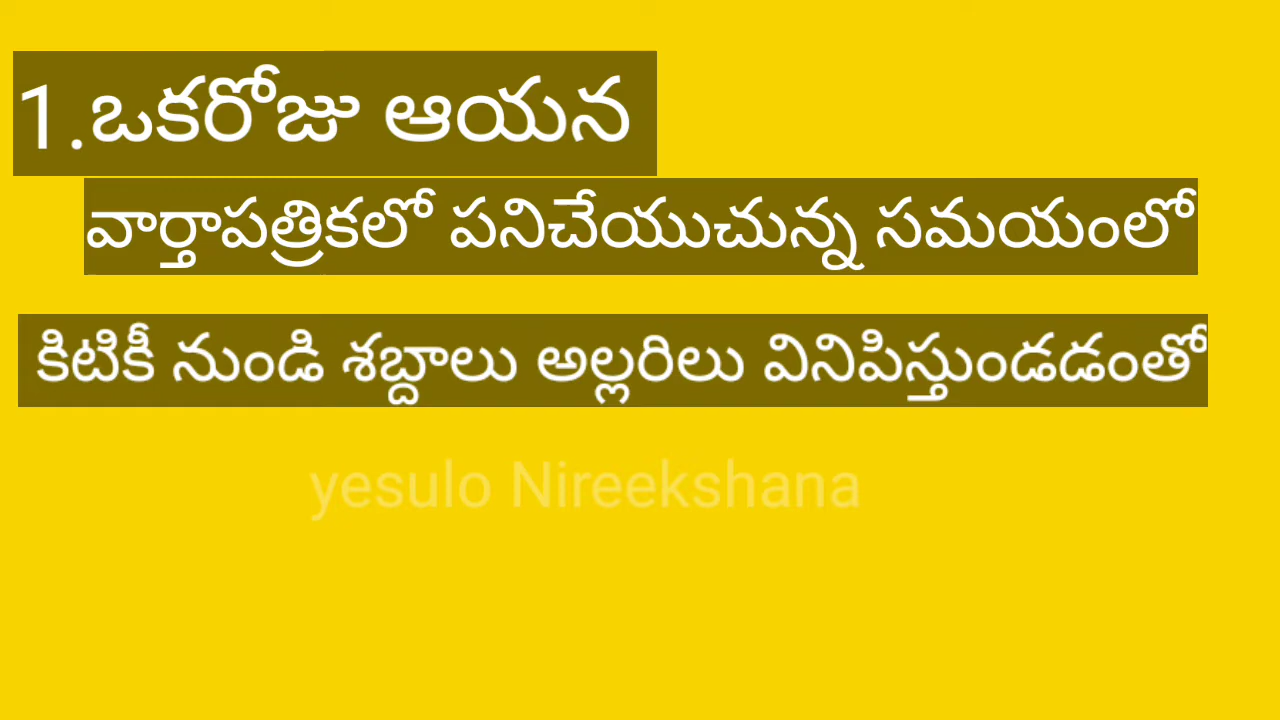 1.ఒకరోజు ఆయన
వార్తాపత్రికలో పనిచేయుచున్న సమయంలో
కిటికీ నుండి శబ్దాలు అల్లరిలు వినిపిస్తుండడంతో
yesulo Nireekshana